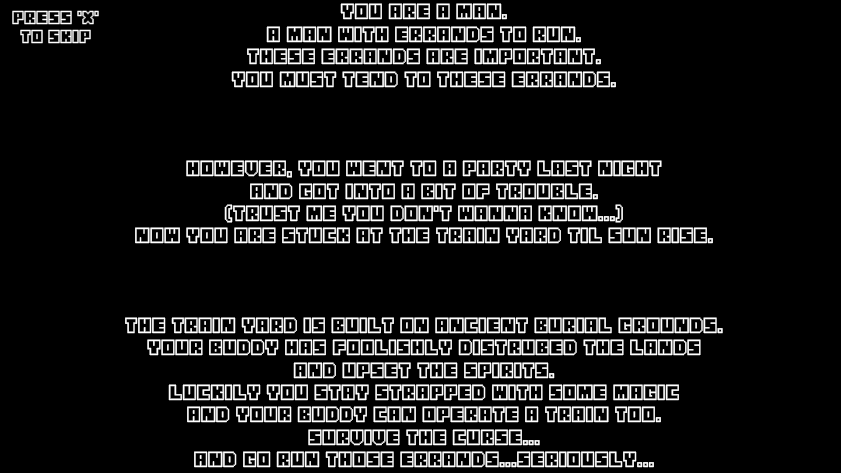 PRESS 'X'
TO SKIP
YOU ARE A MAN.
A MAN WITH ERRANDS TO RUN.
THESE ERRANDS ARE IMPORTANT.
YOU MUST TEND TO THESE ERRANDS.
HOWEVER, YOU WENT TO A PARTY LAST NIGHT
AND GOT INTO A BIT OF TROUBLE.
(TRUST ME YOU DON'T WANNA KNOW...)
NOW YOU ARE STUCK AT THE TRAIN YARD TIL SUN RISE.
THE TRAIN YARD IS BUILT ON ANCIENT BURIAL GROUNDS.
YOUR BUDDY HAS FOOLISHLY DISTRUBED THE LANDS
AND UPSET THE SPIRITS.
LUCKILY YOU STAY STRAPPED WITH SOME MAGIC
AND YOUR BUDDY CAN OPERATE A TRAIN TOO.
SURVIVE THE CURSE...
AND GO RUN THOSE ERRANDS...SERIOUSLY...